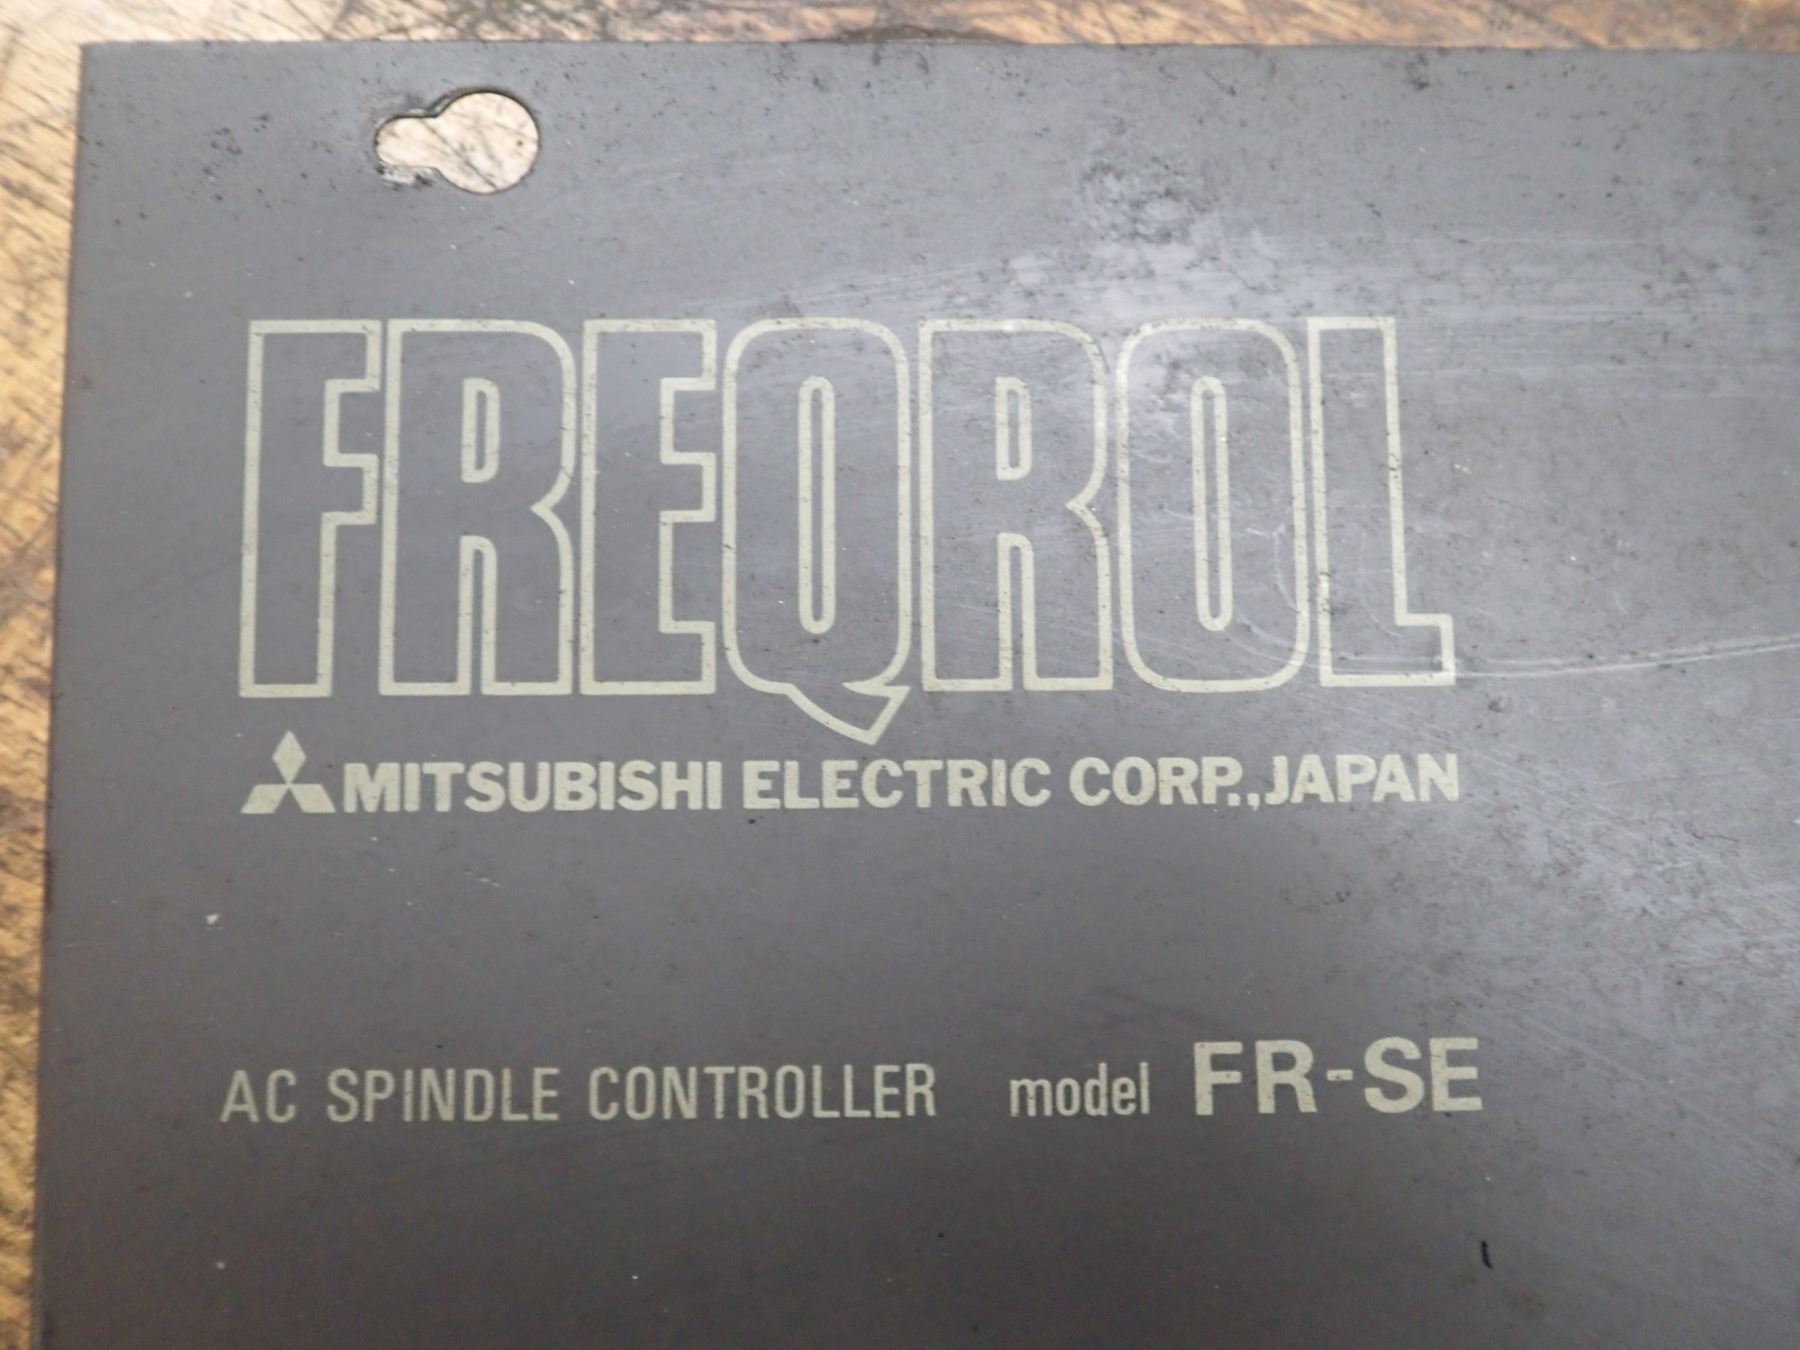 FREQROL
MITSUBISHI ELECTRIC CORP., JAPAN
AC SPINDLE CONTROLLER model FR-SE